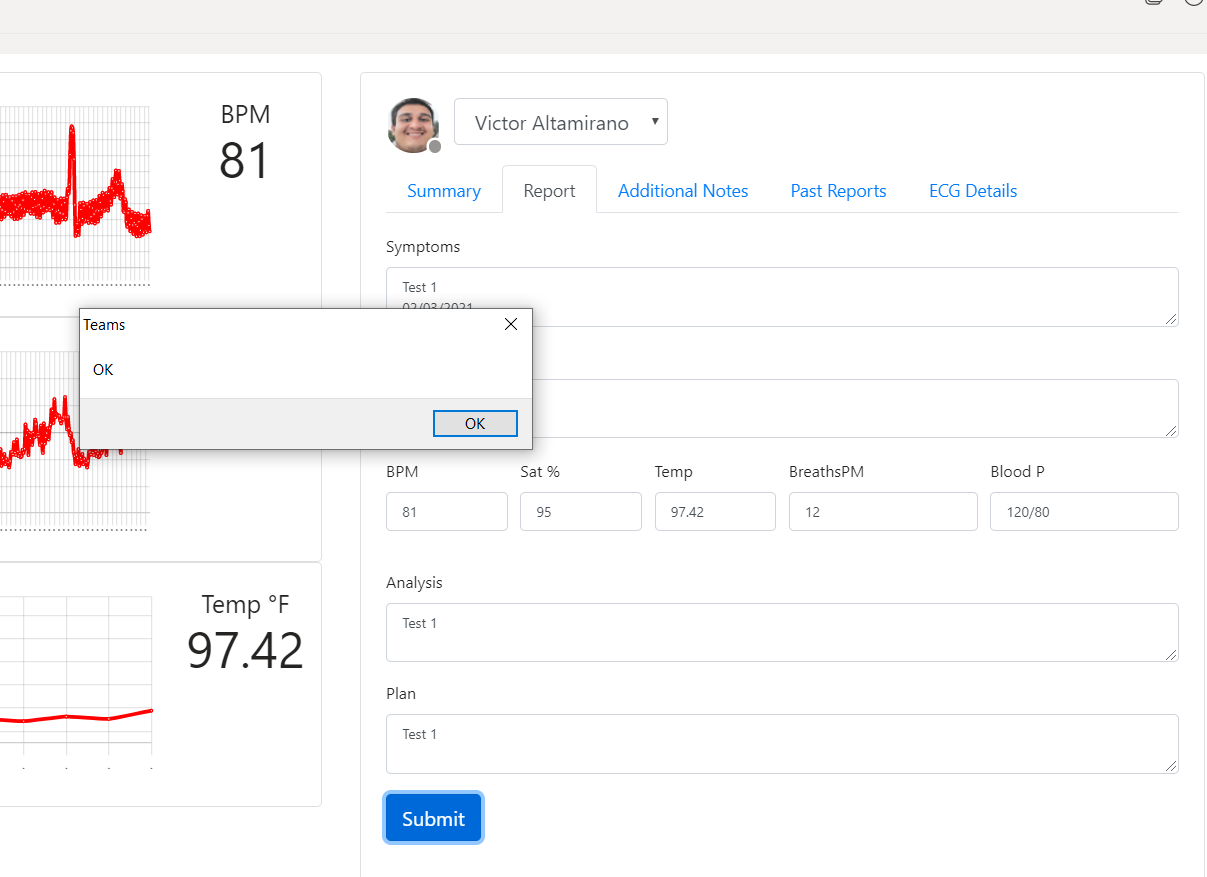 BPM
81
Victor Altamirano
Summary
Report
Additional Notes
Past Reports
ECG Details
Symptoms
Test 1
02/03/2021
Teams
OK
OK
BPM
Sat %
Temp
BreathsPM
Blood P
81
95
97.42
12
120/80
Temp °F
97.42
Analysis
Test 1
Plan
Test 1
Submit